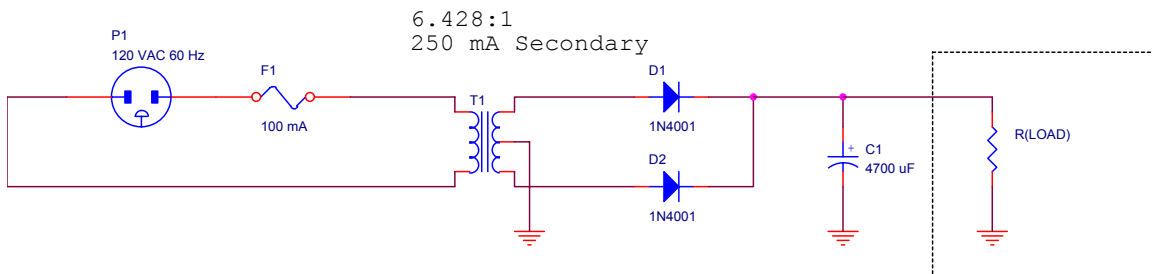 6.428:1
250 mA Secondary
P1
120 VAC 60 Hz
F1
100 mA
T1
D1
1N4001
D2
1N4001
+
C1
4700 uF
R(LOAD)